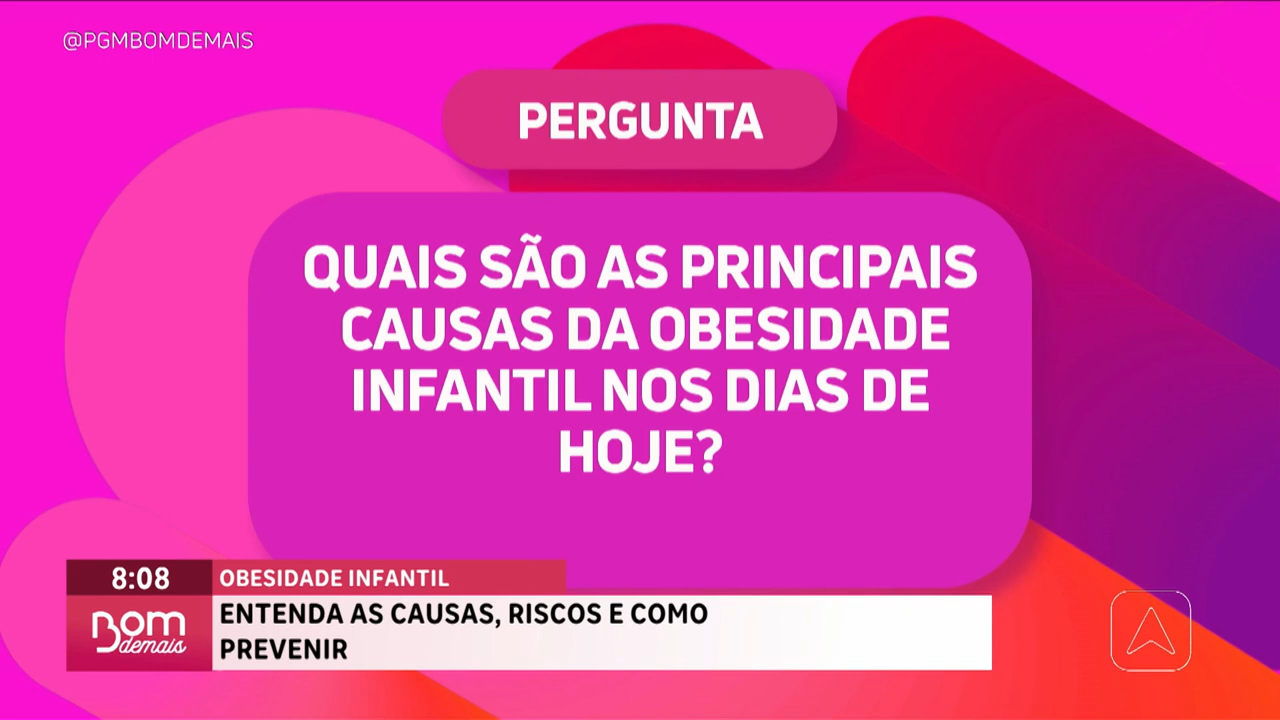 @PGMBOMDEMAIS
PERGUNTA
QUAIS SÃO AS PRINCIPAIS
CAUSAS DA OBESIDADE
INFANTIL NOS DIAS DE
HOJE?
8:08
OBESIDADE INFANTIL
BOM
demais
ENTENDA AS CAUSAS, RISCOS E COMO
PREVENIR